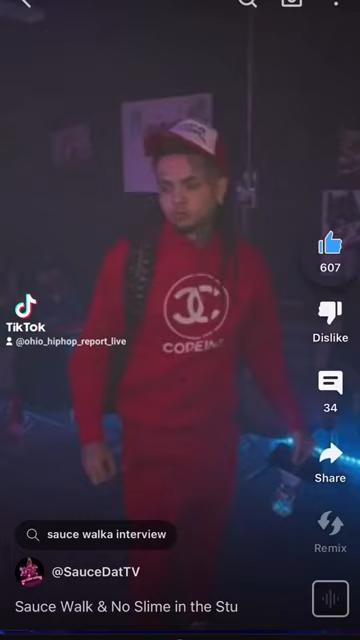 607
TikTok
@ohio_hiphop_report_live
Dislike
CODEINE
34
Share
sauce walka interview
Remix
@SauceDatTV
Sauce Walk & No Slime in the Stu